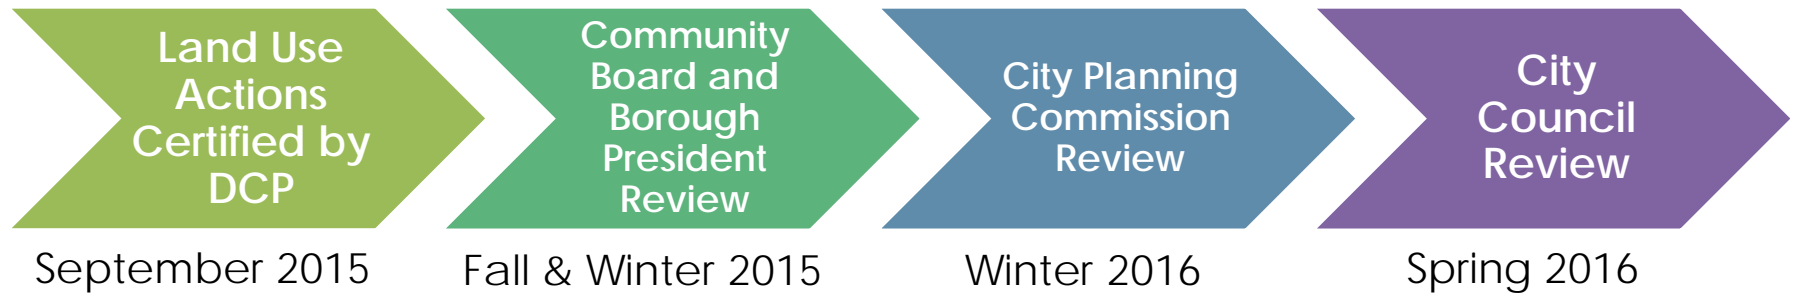 Land Use
Actions
Certified by
DCP
Community
Board and
Borough
President
Review
City Planning
Commission
Review
City
Council
Review
September 2015
Fall & Winter 2015
Winter 2016
Spring 2016